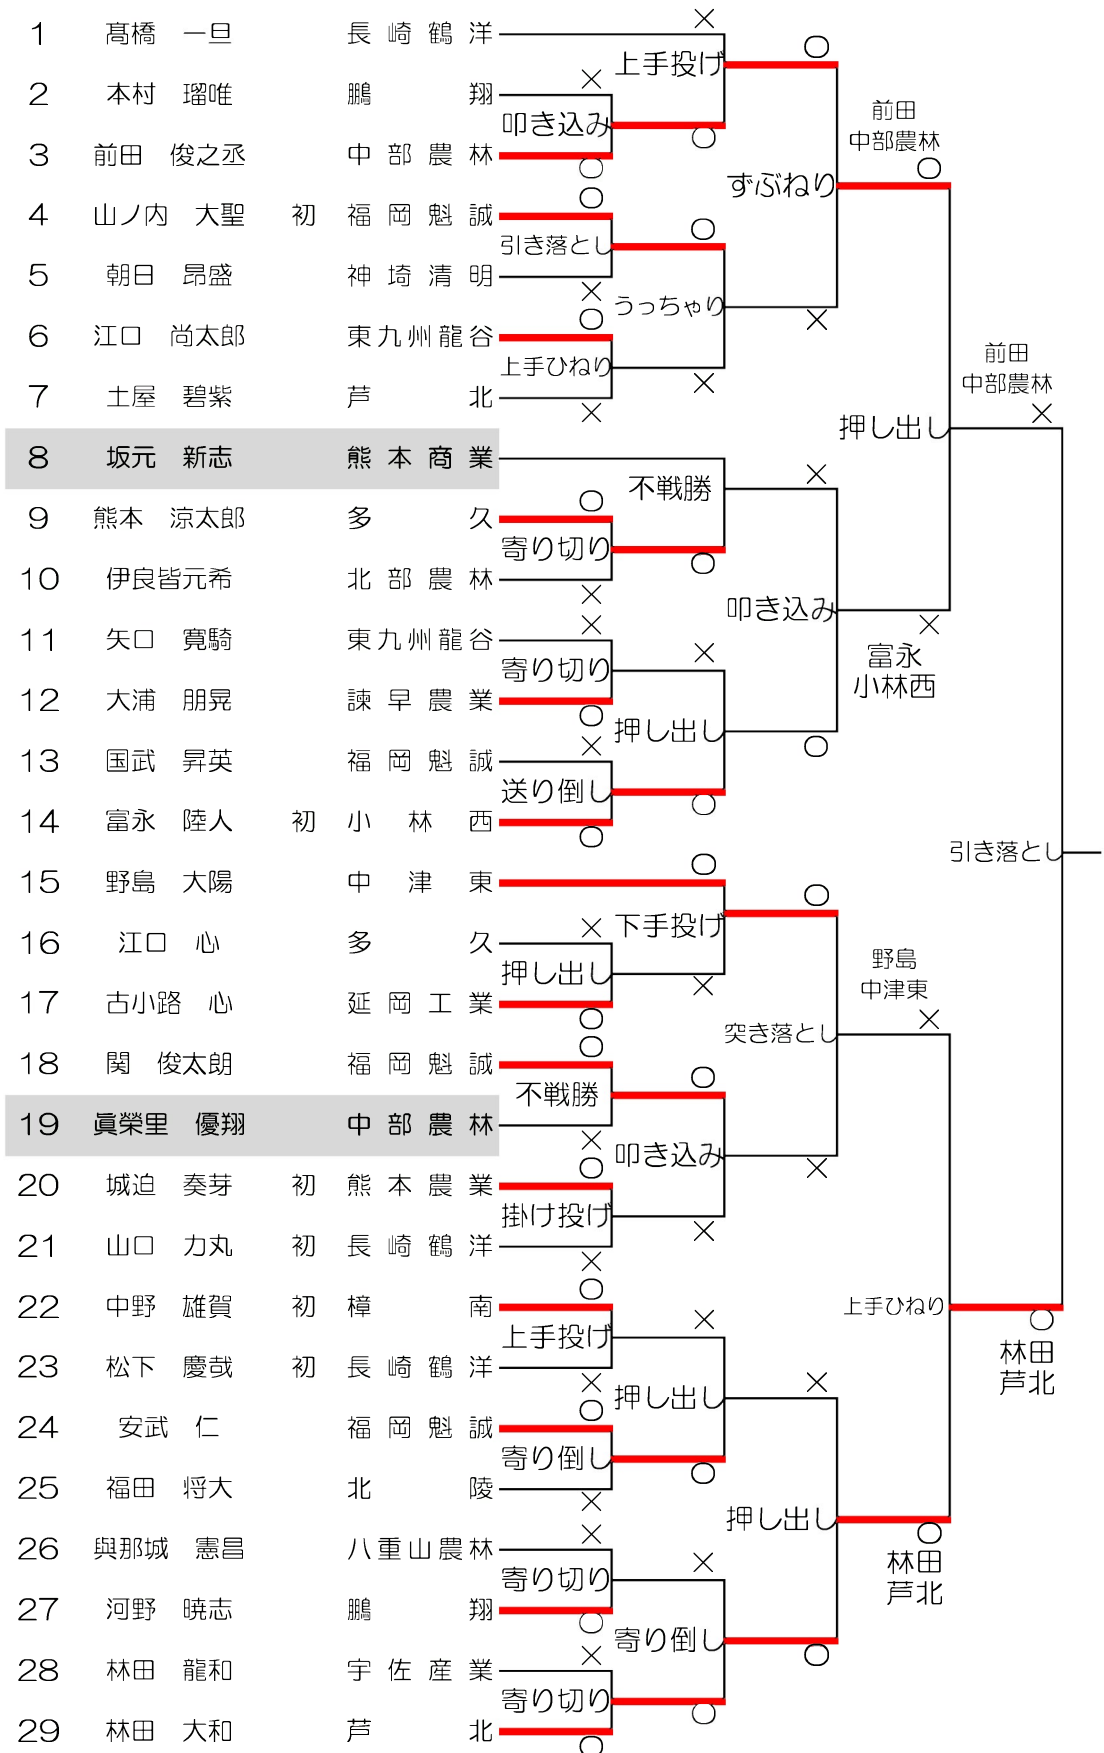 1 髙橋 一旦 長崎鶴洋
2 本村 瑠唯 鵬翔
3 前田 俊之丞 中部農林
4 山ノ内 大聖 初 福岡魁誠
5 朝日 昂盛 神埼清明
6 江口 尚太郎 東九州龍谷
7 土屋 碧紫 芦北
8 坂元 新志 熊本商業
9 熊本 涼太郎 多久
10 伊良皆元希 北部農林
11 矢口 寛騎 東九州龍谷
12 大浦 朋晃 諫早農業
13 国武 昇英 福岡魁誠
14 富永 陸人 初 小林西
15 野島 大陽 中津東
16 江口 心 多久
17 古小路 心 延岡工業
18 関 俊太朗 福岡魁誠
19 眞榮里 優翔 中部農林
20 城迫 奏芽 初 熊本農業
21 山口 力丸 初 長崎鶴洋
22 中野 雄賀 初 樟南
23 松下 慶哉 初 長崎鶴洋
24 安武 仁 福岡魁誠
25 福田 将大 北陵
26 與那城 憲昌 八重山農林
27 河野 暁志 鵬翔
28 林田 龍和 宇佐産業
29 林田 大和 芦北
× 
叩き込み
○
○
引き落とし
×
○
上手ひねり
×
○
寄り切り
×
×
寄り切り
○
×
送り倒し
○
×
押し出し
○
○
不戦勝
×
○
掛け投げ
×
○
上手投げ
×
○
寄り倒し
×
×
寄り切り
○
×
寄り切り
○
×
上手投げ
○
○
うっちゃり
×
不戦勝
○
×
押し出し
○
○
下手投げ
×
○
叩き込み
×
×
押し出し
○
×
寄り倒し
○
○
ずぶねり
×
×
叩き込み
○
○
突き落とし
×
×
押し出し
○
前田
中部農林
○
押し出し
×
富永
小林西
野島
中津東
×
上手ひねり
○
林田
芦北
前田
中部農林
×
引き落とし
○
林田
芦北